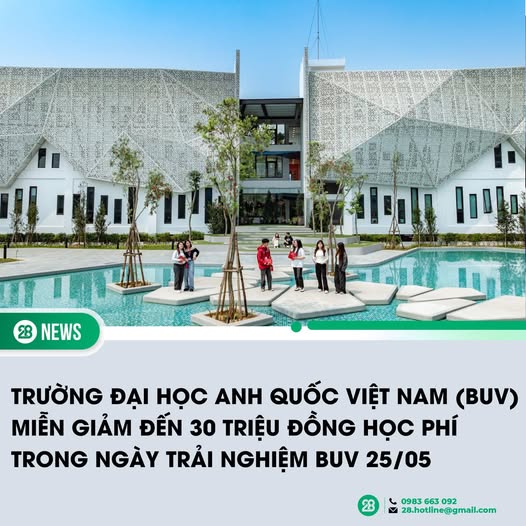 28 NEWS
TRƯỜNG ĐẠI HỌC ANH QUỐC VIỆT NAM (BUV)
MIỄN GIẢM ĐẾN 30 TRIỆU ĐỒNG HỌC PHÍ
TRONG NGÀY TRẢI NGHIỆM BUV 25/05
28
0983 663 092
28.hotline@gmail.com